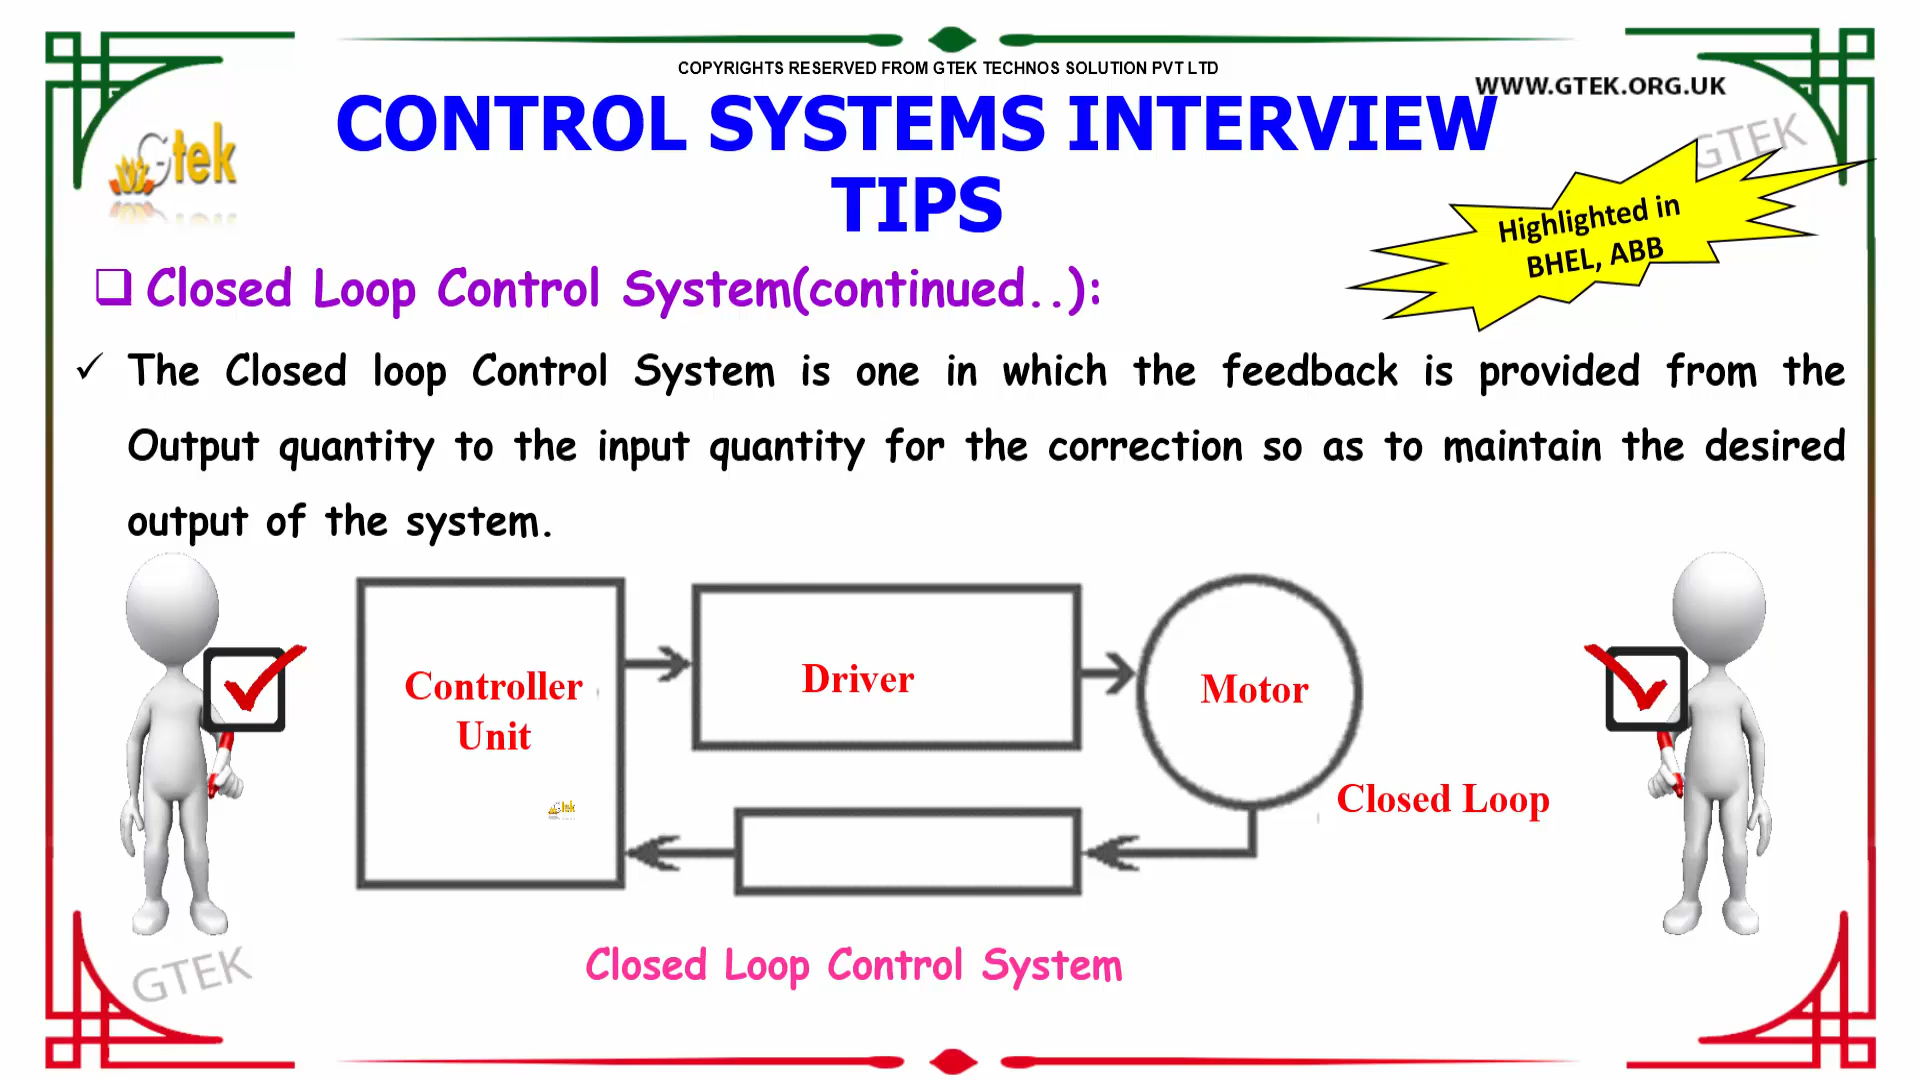 COPYRIGHTS RESERVED FROM GTEK TECHNOS SOLUTION PVT LTD
WWW.GTEK.ORG.UK
CONTROL SYSTEMS INTERVIEW
TIPS
Gtek
GTEK
Highlighted in
BHEL, ABB
Closed Loop Control System(continued..):
The Closed loop Control System is one in which the feedback is provided from the
Output quantity to the input quantity for the correction so as to maintain the desired
output of the system.
Controller
Unit
Driver
Motor
Gtek
Closed Loop
Closed Loop Control System
GTEK